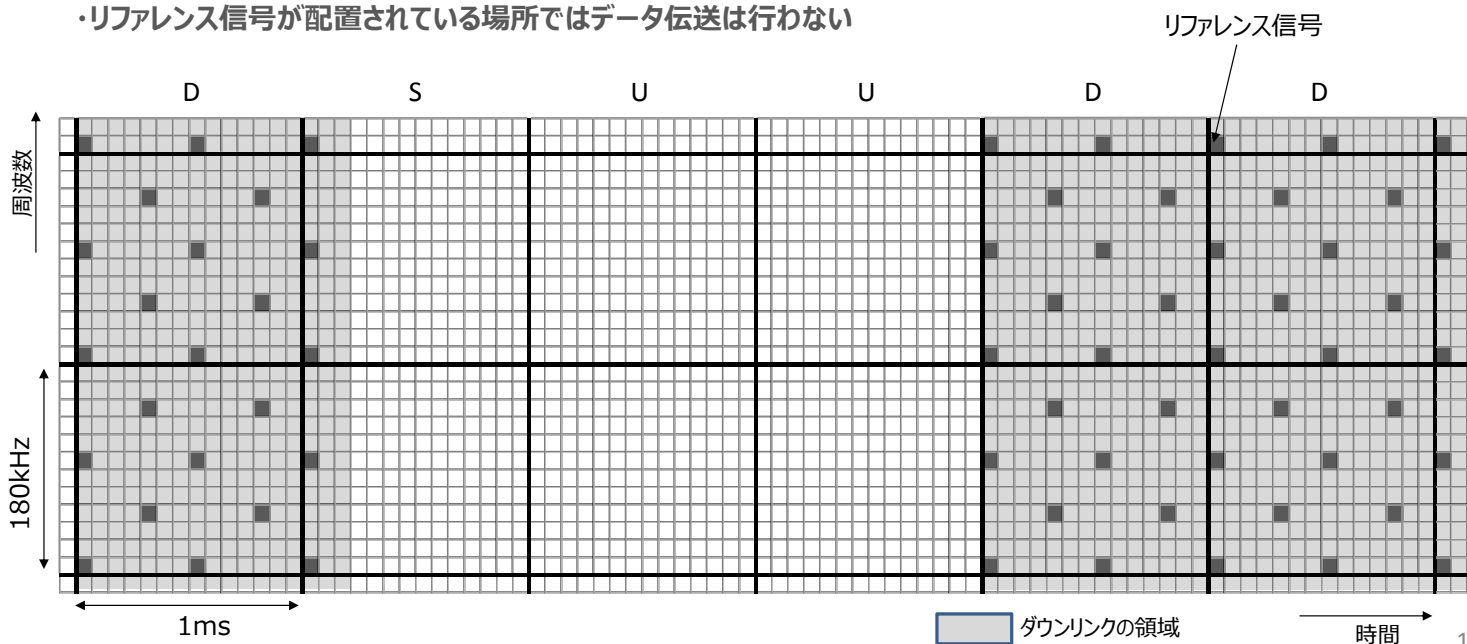 ・リファレンス信号が配置されている場所ではデータ伝送は行わない
リファレンス信号
D S U U D D
周波数
180kHz
1ms
ダウンリンクの領域
時間
1